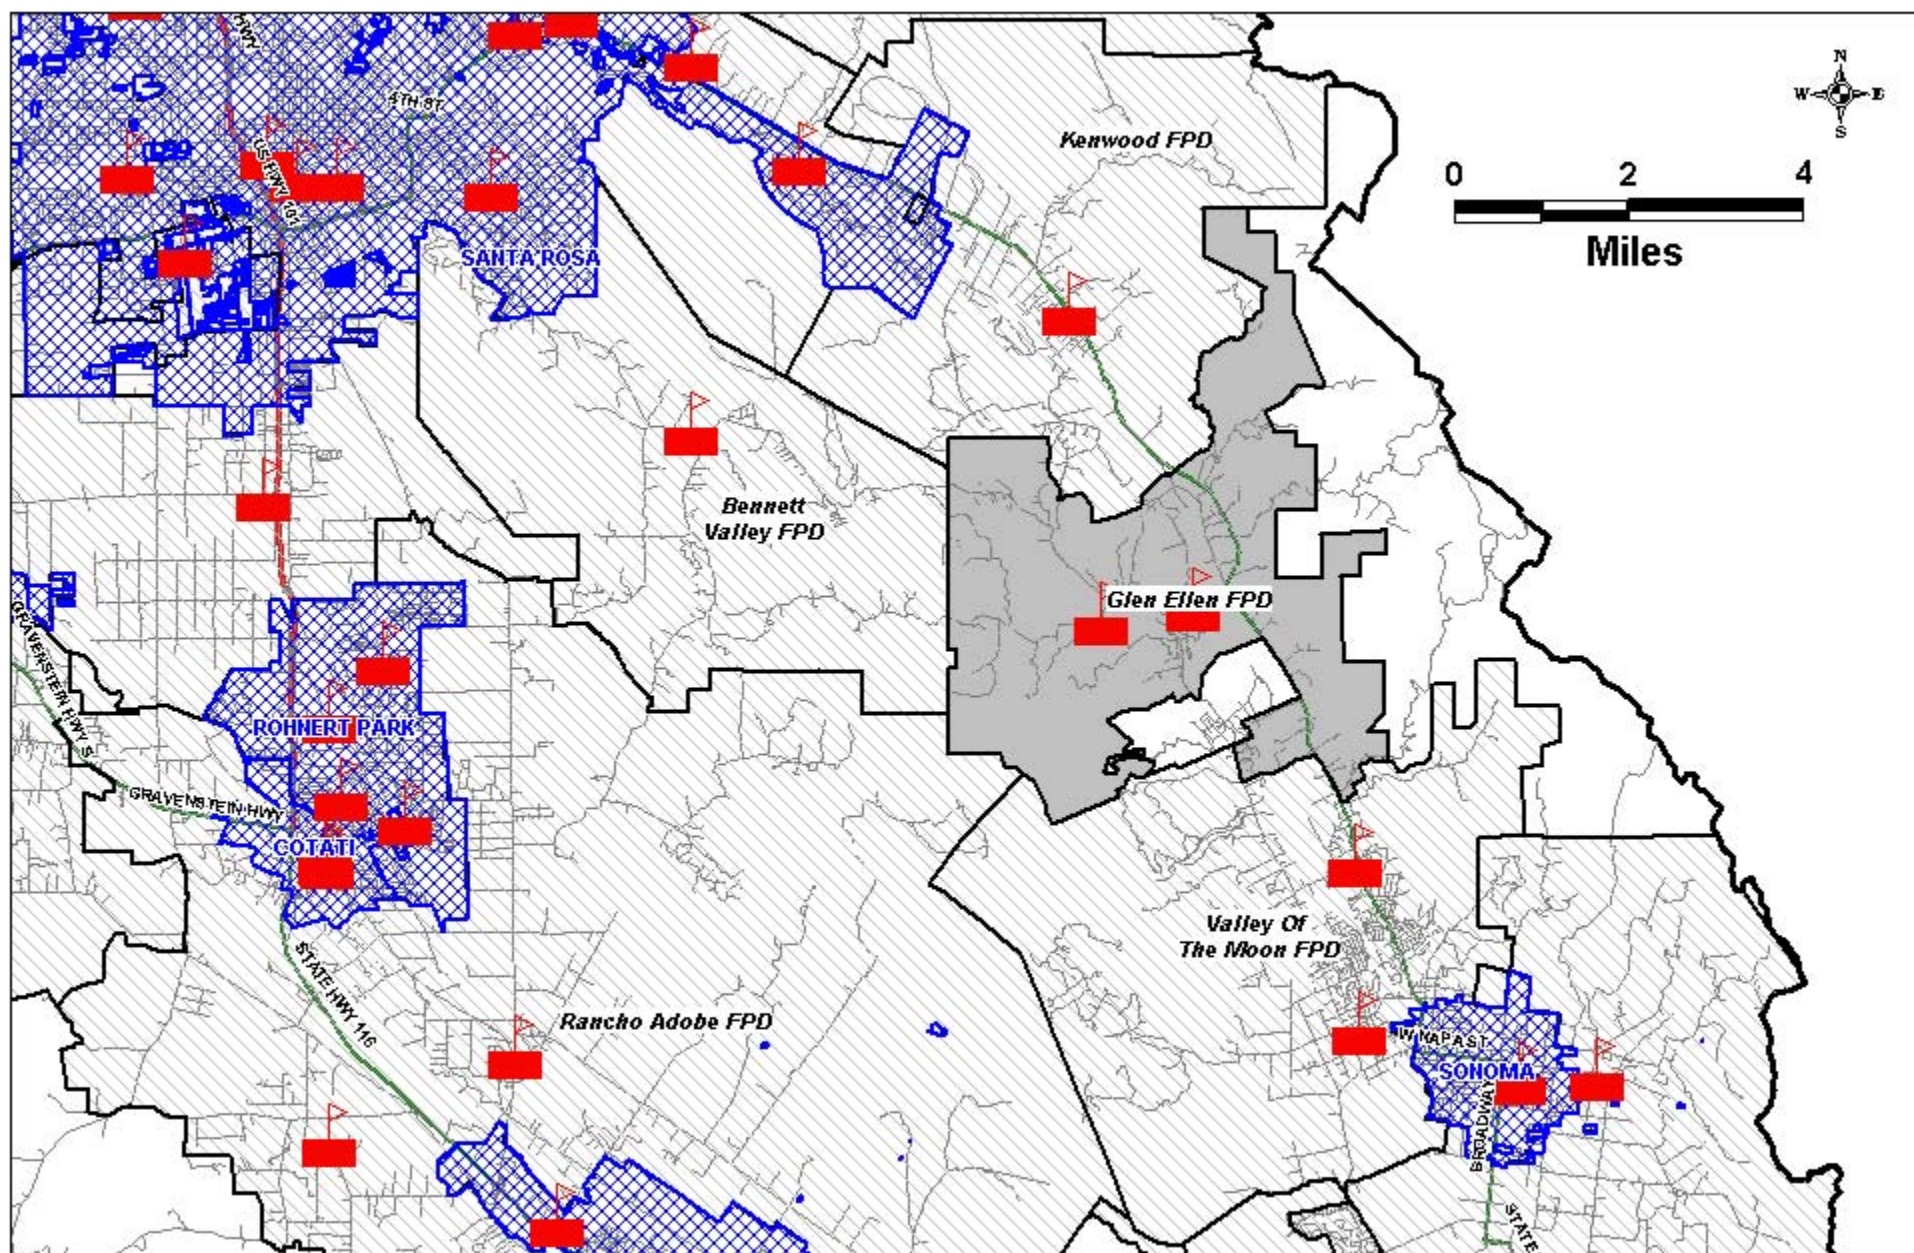 HWY
4TH ST
US HWY 101
Kenwood FPD
N
W E
S
0 2 4
Miles
SANTA ROSA
Bennett
Valley FPD
Glen Ellen FPD
GRAVENSTEIN HWY S
ROHNERT PARK
GRAVENSTEIN HWY
COTATI
Valley Of
The Moon FPD
STATE HWY 116
Rancho Adobe FPD
W NAPA ST
SONOMA
BROADWAY
STATE